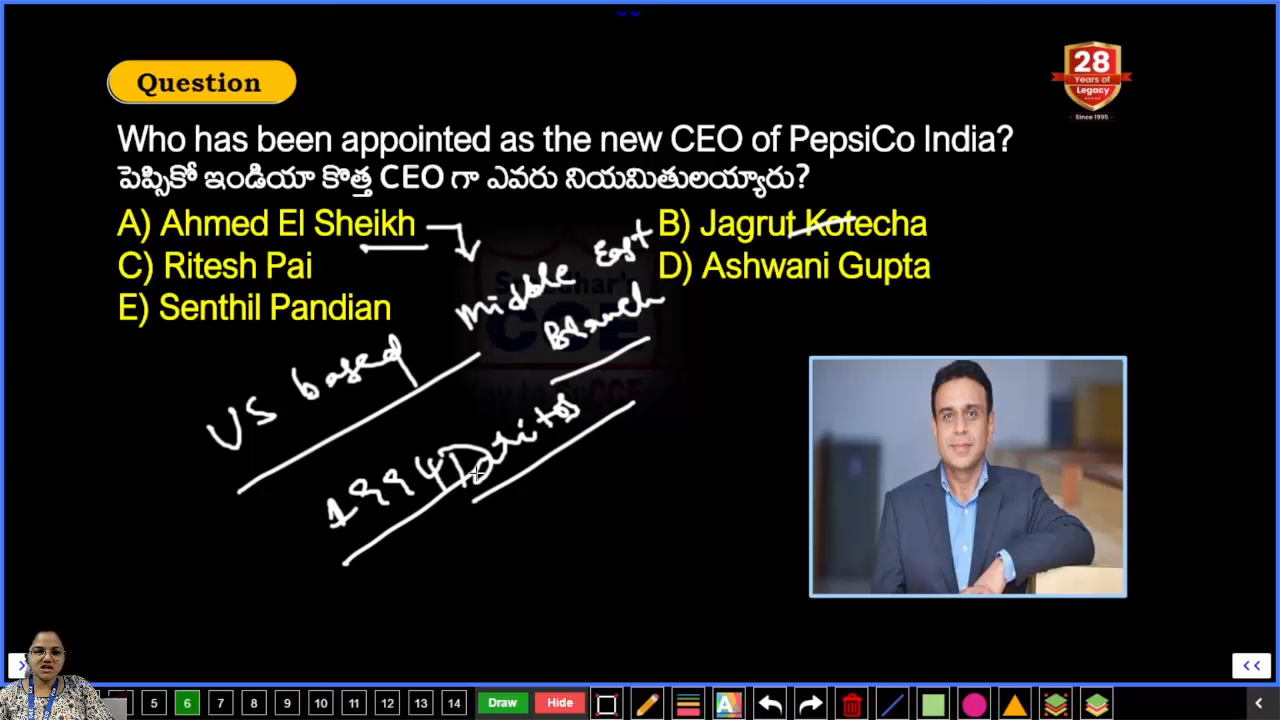 Question
28
Years of
Legacy
Since 1995
Who has been appointed as the new CEO of PepsiCo India?
పెప్సికో ఇండియా కొత్త CEO గా ఎవరు నియమితులయ్యారు?
A) Ahmed El Sheikh
B) Jagrut Kotecha
C) Ritesh Pai
D) Ashwani Gupta
E) Senthil Pandian
Middle East
Branch
US based
1994
5 6 7 8 9 10 11 12 13 14 Draw Hide